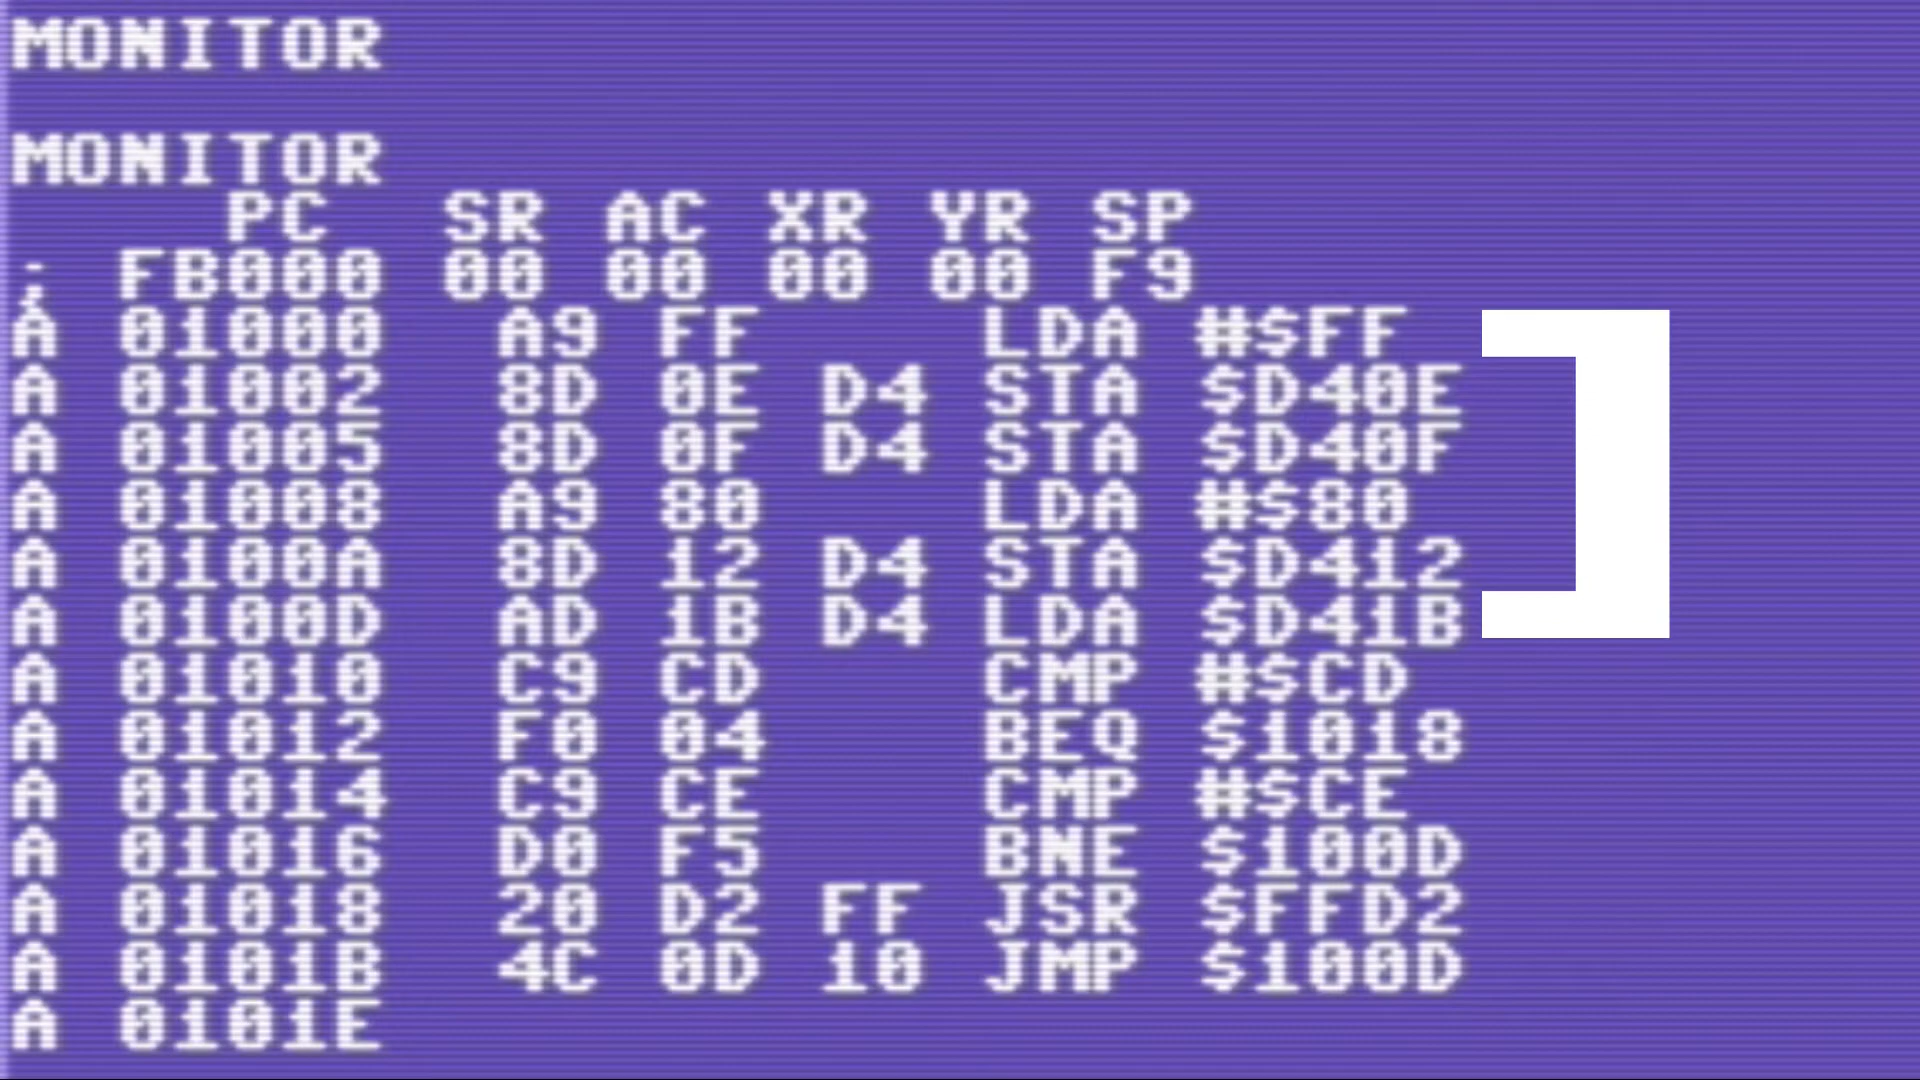 MONITOR
MONITOR
PC SR AC XR YR SP
; FB000 00 00 00 00 F9
A 01000 A9 FF LDA #$FF
A 01002 8D 0E D4 STA $D40E
A 01005 8D 0F D4 STA $D40F
A 01008 A9 80 LDA #$80
A 0100A 8D 12 D4 STA $D412
A 0100D AD 1B D4 LDA $D41B
A 01010 C9 CD CMP #$CD
A 01012 F0 04 BEQ $1018
A 01014 C9 CE CMP #$CE
A 01016 D0 F5 BNE $100D
A 01018 20 D2 FF JSR $FFD2
A 0101B 4C 0D 10 JMP $100D
A 0101E